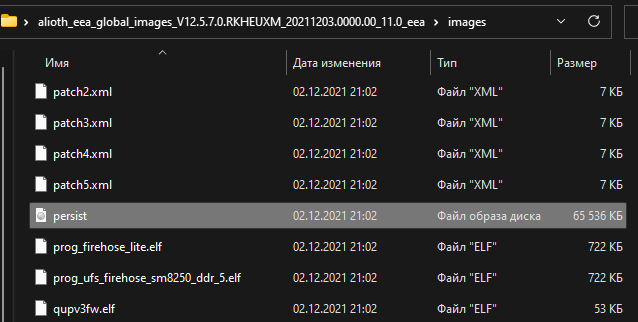 alioth_eea_global_images_V12.5.7.0.RKHEUXM_20211203.0000.00_11.0_eea > images
Имя Дата изменения Тип Размер
patch2.xml 02.12.2021 21:02 Файл "XML" 7 КБ
patch3.xml 02.12.2021 21:02 Файл "XML" 7 КБ
patch4.xml 02.12.2021 21:02 Файл "XML" 7 КБ
patch5.xml 02.12.2021 21:02 Файл "XML" 7 КБ
persist 02.12.2021 21:02 Файл образа диска 65 536 КБ
prog_firehose_lite.elf 02.12.2021 21:02 Файл "ELF" 722 КБ
prog_ufs_firehose_sm8250_ddr_5.elf 02.12.2021 21:02 Файл "ELF" 722 КБ
qupv3fw.elf 02.12.2021 21:02 Файл "ELF" 53 КБ